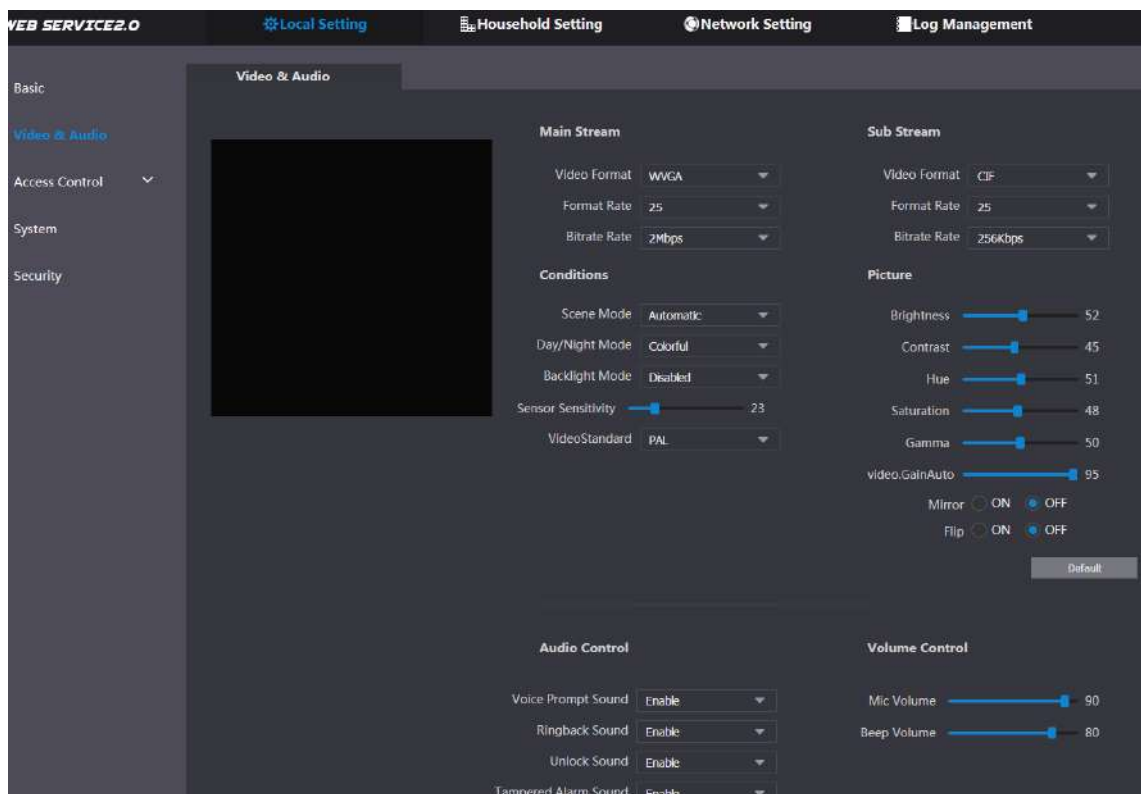 WEB SERVICE2.0
Local Setting
Household Setting
Network Setting
Log Management
Basic
Video & Audio
Access Control
System
Security
Video & Audio
Main Stream
Video Format WVGA
Format Rate 25
Bitrate Rate 2Mbps
Sub Stream
Video Format CIF
Format Rate 25
Bitrate Rate 256Kbps
Conditions
Scene Mode Automatic
Day/Night Mode Colorful
Backlight Mode Disabled
Sensor Sensitivity 23
VideoStandard PAL
Picture
Brightness 52
Contrast 45
Hue 51
Saturation 48
Gamma 50
video.GainAuto 95
Mirror ON OFF
Flip ON OFF
Default
Audio Control
Voice Prompt Sound Enable
Ringback Sound Enable
Unlock Sound Enable
Tampered Alarm Sound Enable
Volume Control
Mic Volume 90
Beep Volume 80